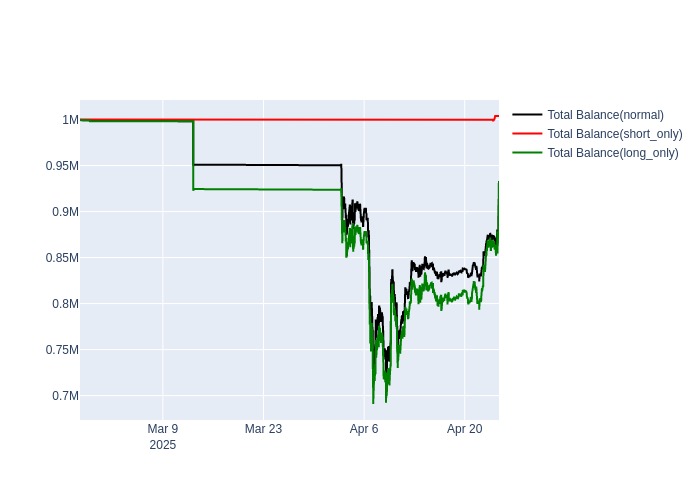 1M
0.95M
0.9M
0.85M
0.8M
0.75M
0.7M
Mar 9
2025
Mar 23
Apr 6
Apr 20
Total Balance(normal)
Total Balance(short_only)
Total Balance(long_only)